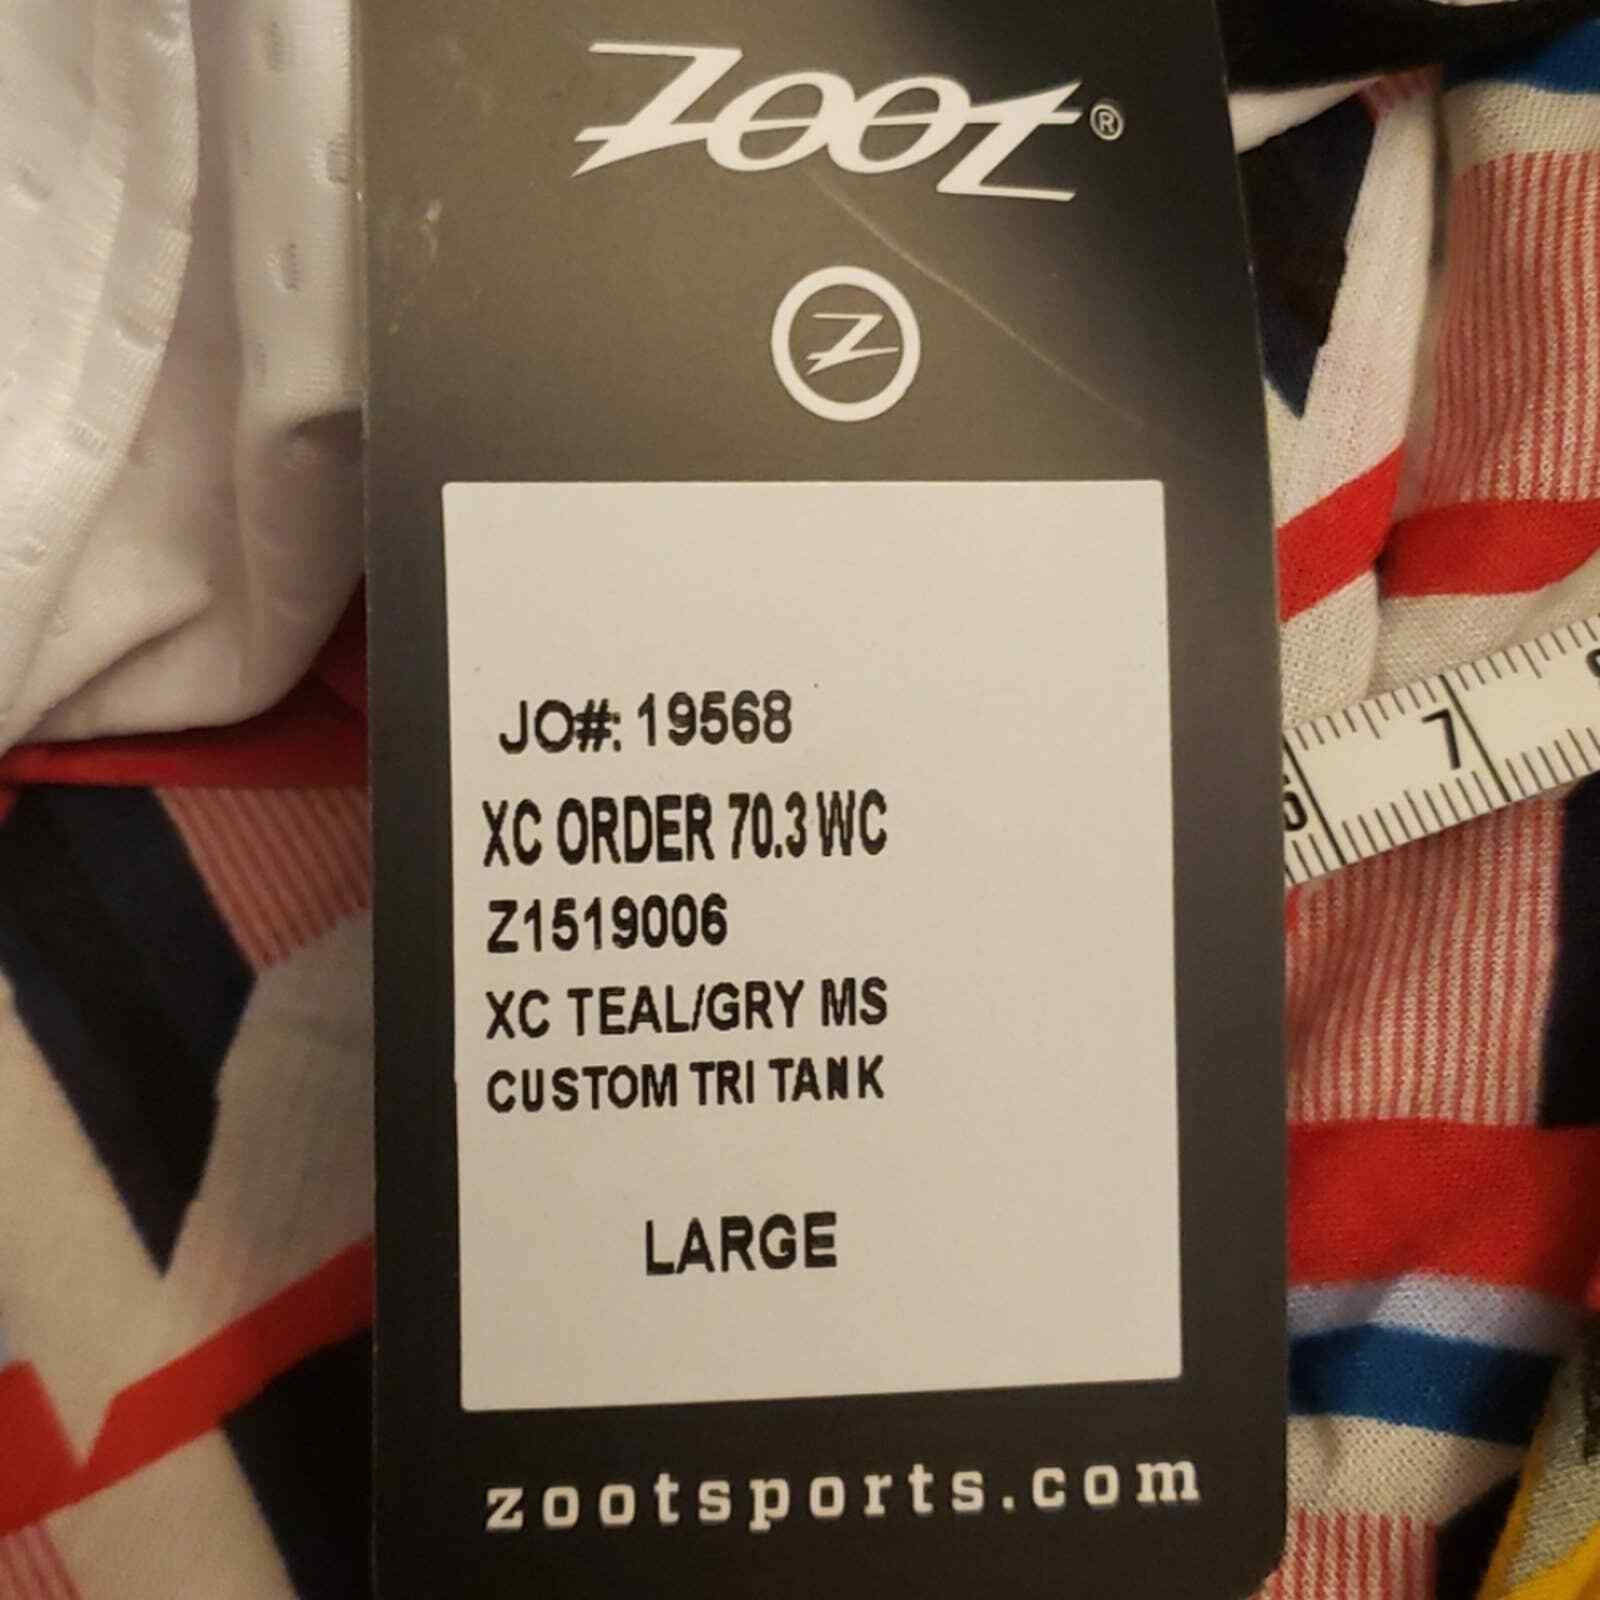 ZOOT®
Z
JO#: 19568
XC ORDER 70.3 WC
Z1519006
XC TEAL/GRY MS
CUSTOM TRI TANK
LARGE
zootsports.com
7